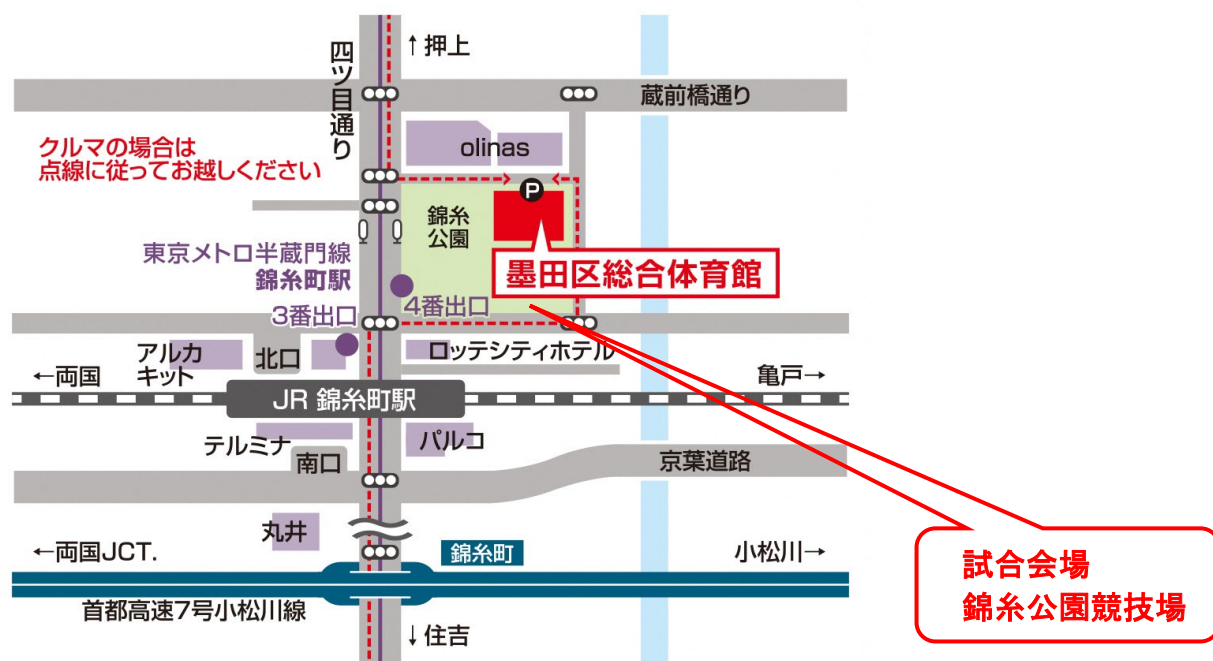 ↑押上
四ツ目通り
蔵前橋通り
olinas
クルマの場合は
点線に従ってお越しください
P
錦糸
公園
東京メトロ半蔵門線
錦糸町駅
墨田区総合体育館
3番出口
4番出口
アルカ
キット
北口
ロッテシティホテル
←両国
亀戸→
JR 錦糸町駅
テルミナ
南口
パルコ
京葉道路
丸井
←両国JCT.
錦糸町
小松川→
首都高速7号小松川線
↓住吉
試合会場
錦糸公園競技場